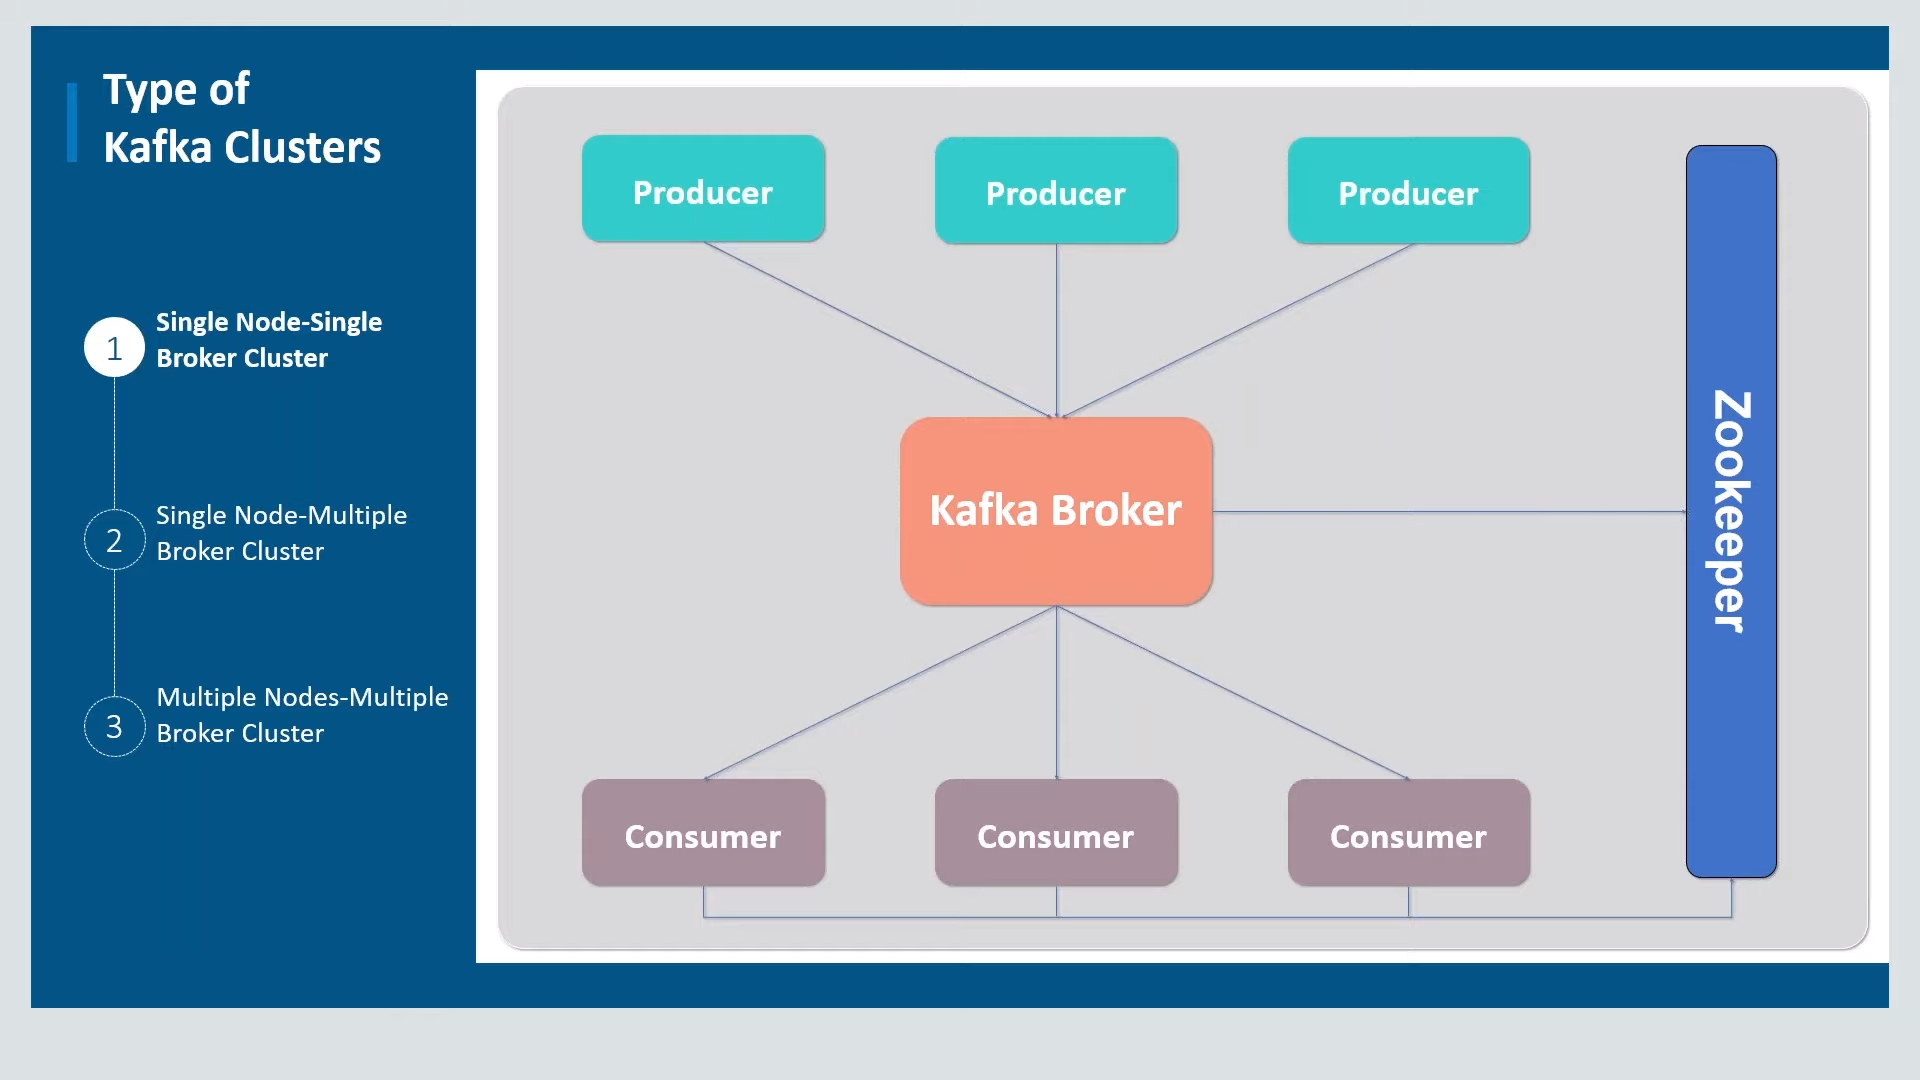 Type of
Kafka Clusters
1
Single Node-Single
Broker Cluster
2
Single Node-Multiple
Broker Cluster
3
Multiple Nodes-Multiple
Broker Cluster
Producer
Producer
Producer
Kafka Broker
Zookeeper
Consumer
Consumer
Consumer